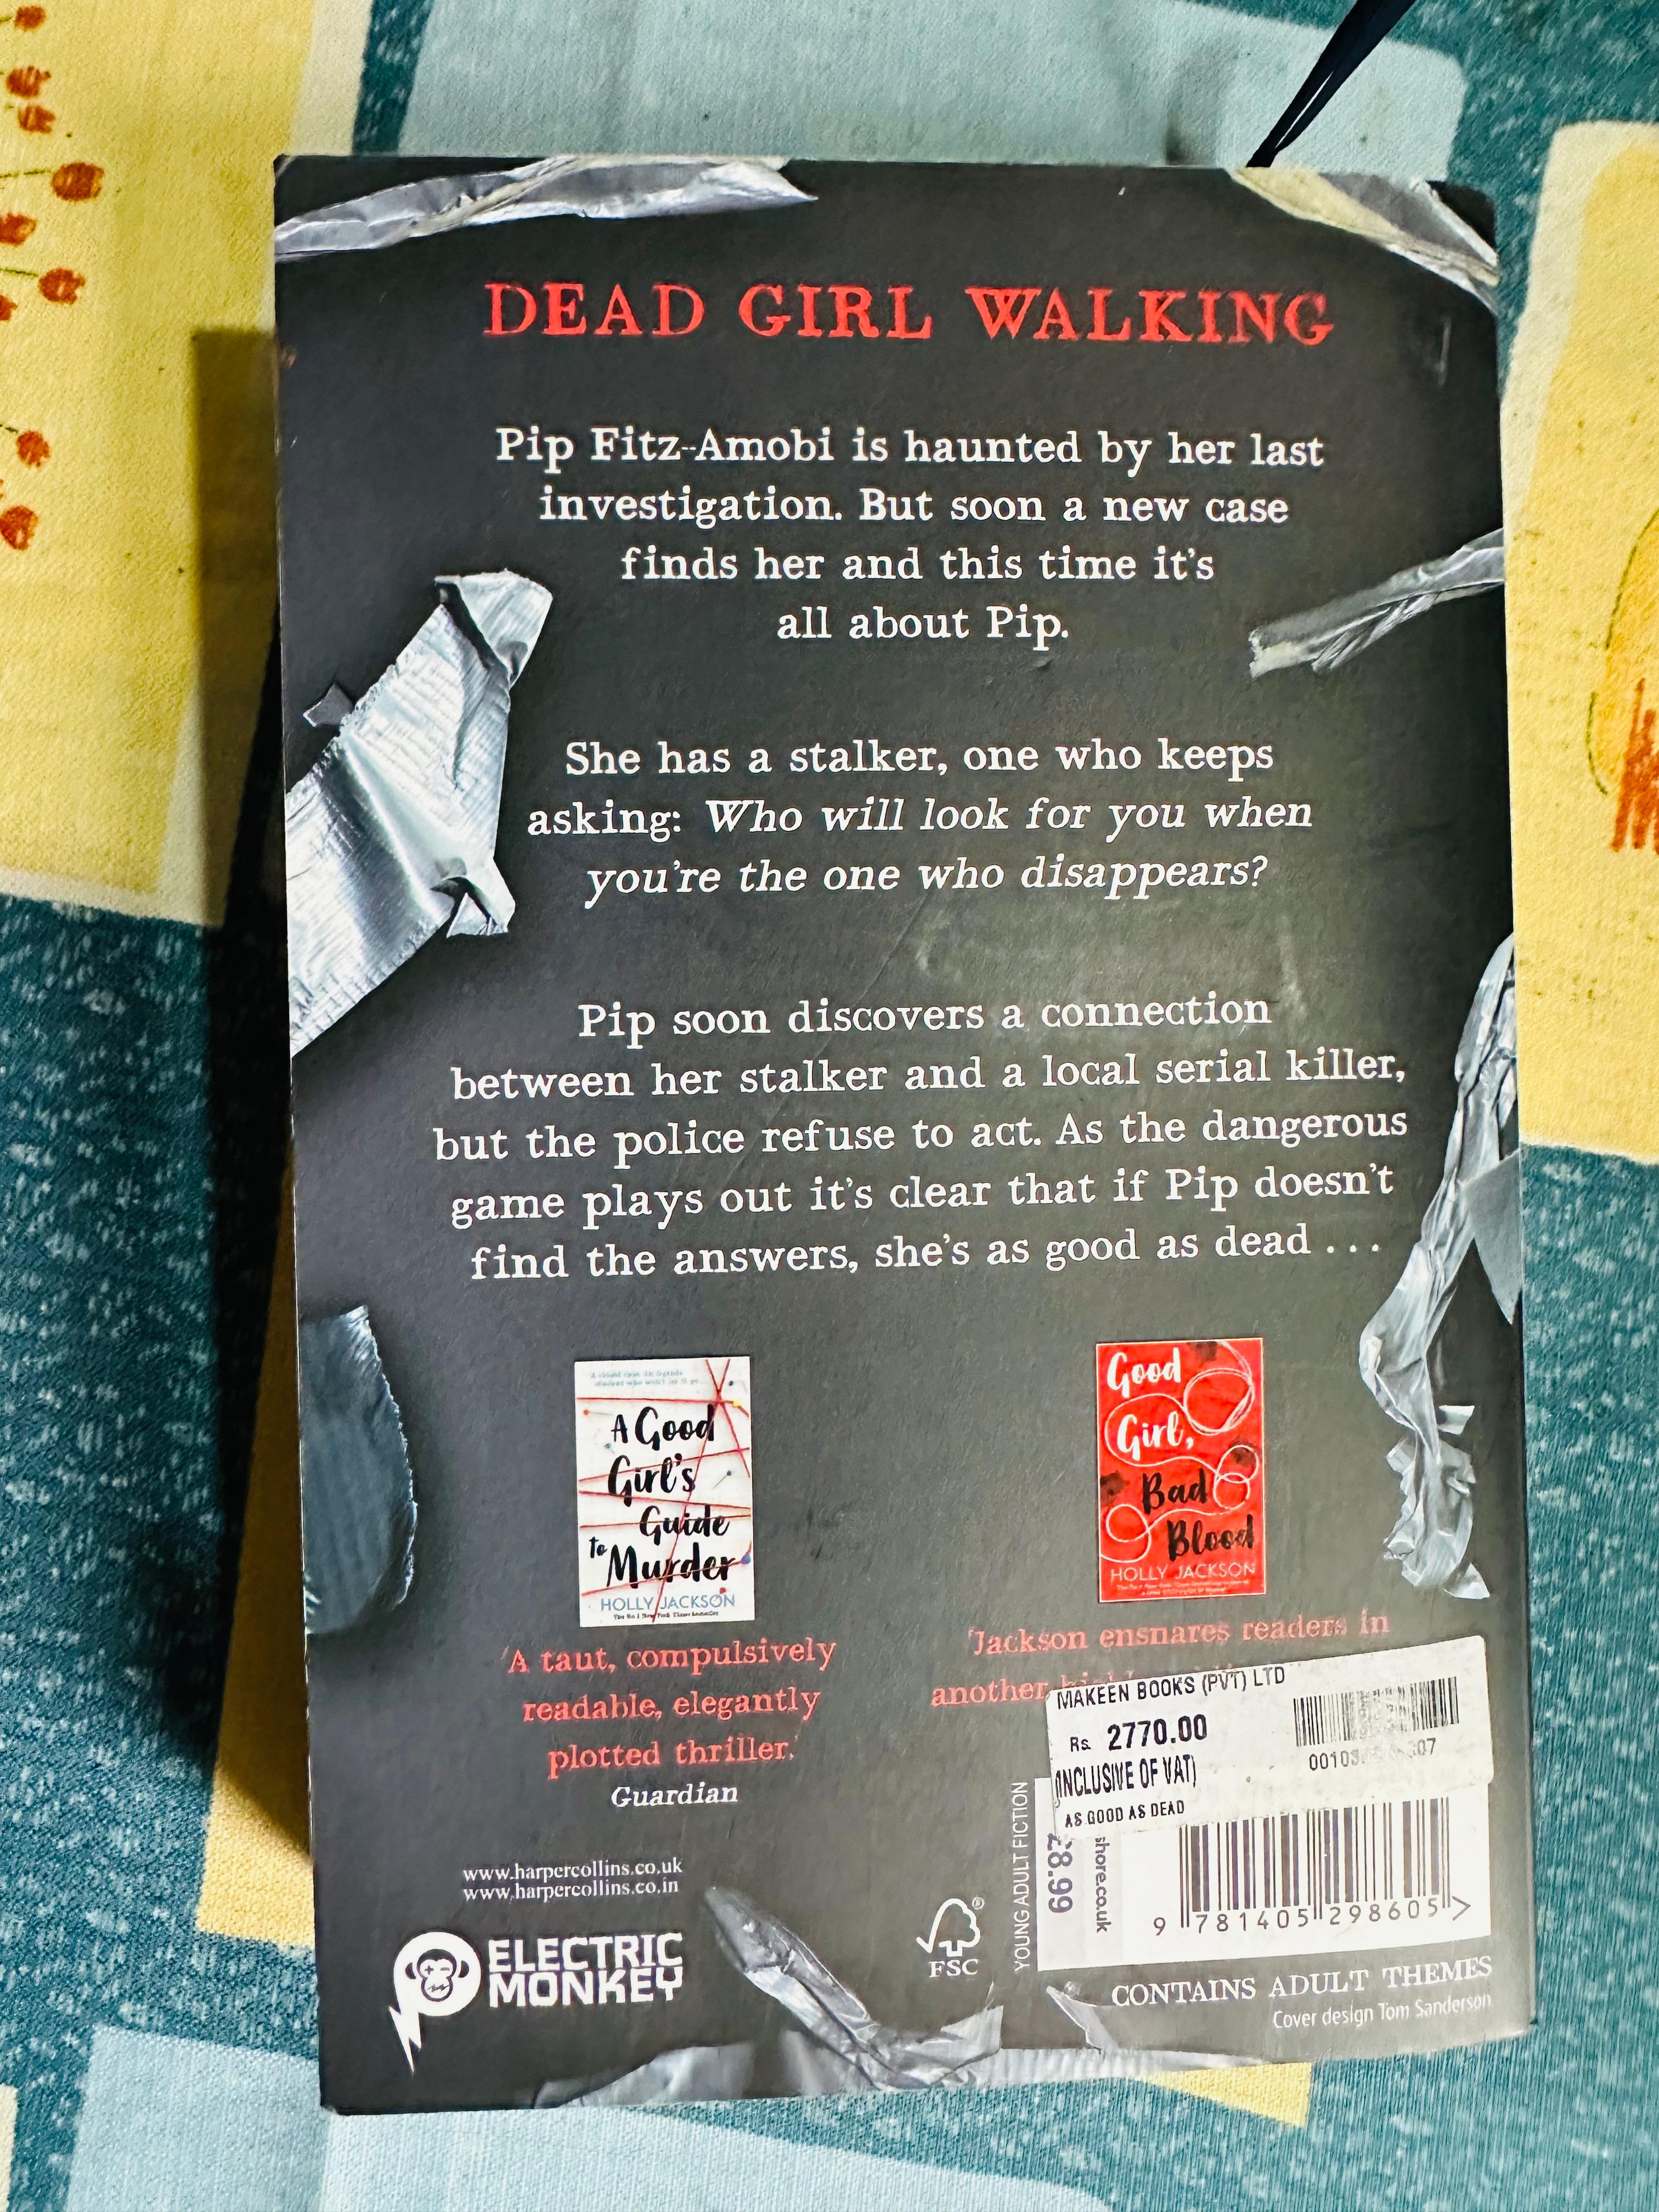 DEAD GIRL WALKING
Pip Fitz-Amobi is haunted by her last
investigation. But soon a new case
finds her and this time it's
all about Pip.
She has a stalker, one who keeps
asking: Who will look for you when
you're the one who disappears?
Pip soon discovers a connection
between her stalker and a local serial killer,
but the police refuse to act. As the dangerous
game plays out it's clear that if Pip doesn't
find the answers, she's as good as dead ...
A Good
Girl's
Guide
to
Murder
HOLLY JACKSON
'A taut, compulsively
readable, elegantly
plotted thriller.'
Guardian
Good
Girl,
Bad
Blood
HOLLY JACKSON
'Jackson ensnares readers in
another
MAKEEN BOOKS (PVT) LTD
Rs. 2770.00
(INCLUSIVE OF VAT)
AS GOOD AS DEAD
www.harpercollins.co.uk
www.harpercollins.co.in
ELECTRIC
MONKEY
FSC
YOUNG ADULT FICTION
£8.99
shore.co.uk
9 781405 298605 >
CONTAINS ADULT THEMES
Cover design Tom Sanderson